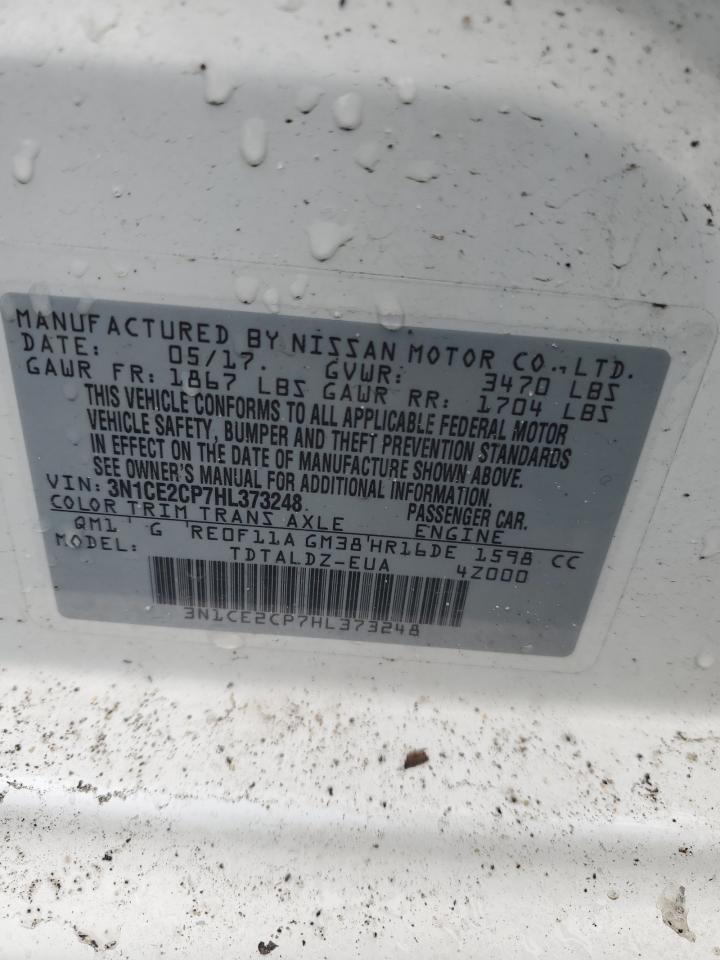 MANUFACTURED BY NISSAN MOTOR CO., LTD.
DATE: 05/17. GVWR: 3470 LBS
GAWR FR: 1867 LBS GAWR RR: 1704 LBS
THIS VEHICLE CONFORMS TO ALL APPLICABLE FEDERAL MOTOR
VEHICLE SAFETY, BUMPER AND THEFT PREVENTION STANDARDS
IN EFFECT ON THE DATE OF MANUFACTURE SHOWN ABOVE.
SEE OWNER'S MANUAL FOR ADDITIONAL INFORMATION.
VIN: 3N1CE2CP7HL373248 PASSENGER CAR.
COLOR TRIM TRANS AXLE ENGINE
QM1' G 'RE0F11A GM38'HR16DE 1598 CC
MODEL: TDTALDZ-EUA 4Z000
3N1CE2CP7HL373248